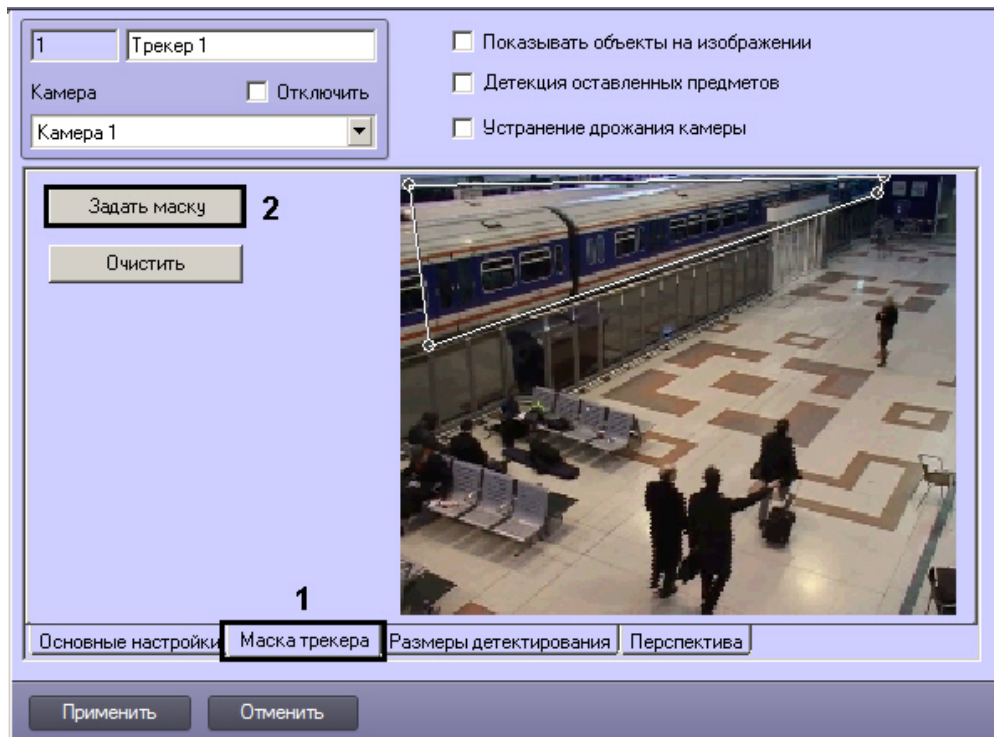 1
Трекер 1
Показывать объекты на изображении
Камера
Отключить
Детекция оставленных предметов
Камера 1
Устранение дрожания камеры
Задать маску
2
Очистить
1
Основные настройки
Маска трекера
Размеры детектирования
Перспектива
Применить
Отменить